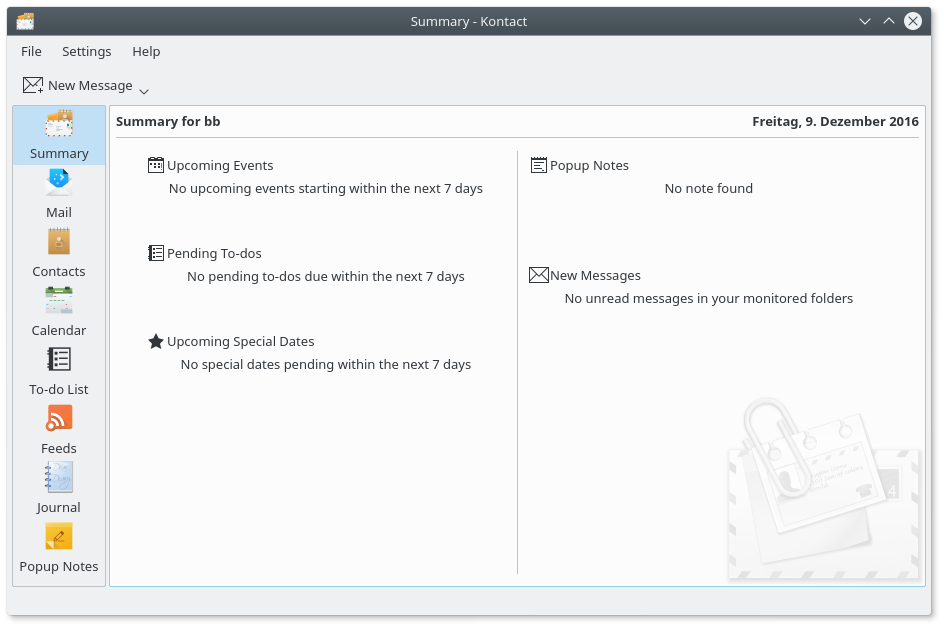 Summary - Kontact
File Settings Help
New Message
Summary
Mail
Contacts
Calendar
To-do List
Feeds
Journal
Popup Notes
Summary for bb
Freitag, 9. Dezember 2016
Upcoming Events
No upcoming events starting within the next 7 days
Pending To-dos
No pending to-dos due within the next 7 days
Upcoming Special Dates
No special dates pending within the next 7 days
Popup Notes
No note found
New Messages
No unread messages in your monitored folders
4